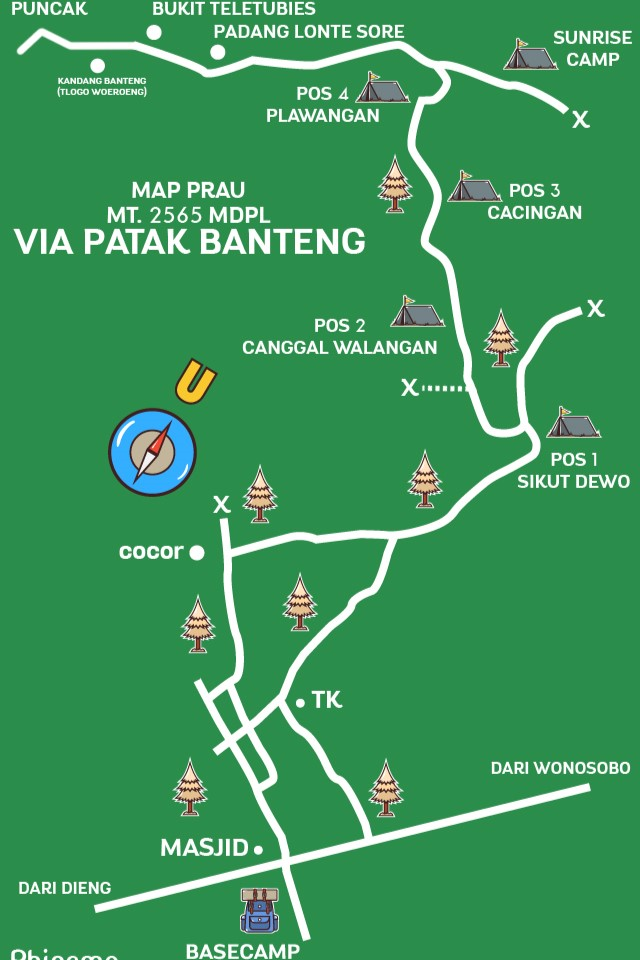 PUNCAK
BUKIT TELETUBIES
PADANG LONTE SORE
KANDANG BANTENG
(TLOGO WOEROENG)
SUNRISE
CAMP
X
POS 4
PLAWANGAN
POS 3
CACINGAN
MAP PRAU
MT. 2565 MDPL
VIA PATAK BANTENG
X
POS 2
CANGGAL WALANGAN
X
U
POS 1
SIKUT DEWO
X
cocor
TK
DARI WONOSOBO
MASJID
DARI DIENG
BASECAMP